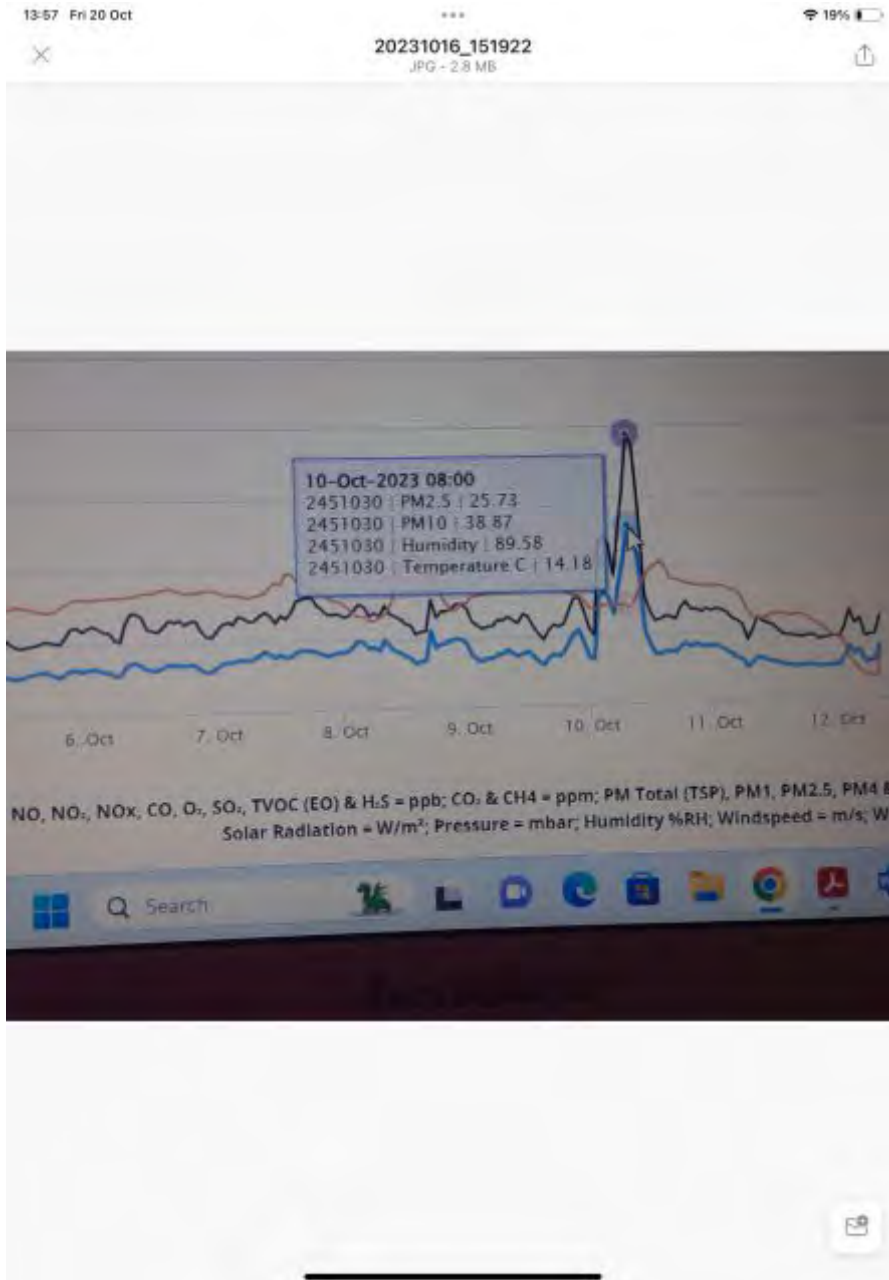 13:57 Fri 20 Oct
19%
20231016_151922
JPG - 2.8 MB
10-Oct-2023 08:00
2451030 | PM2.5 | 25.73
2451030 | PM10 | 38.87
2451030 | Humidity | 89.58
2451030 | Temperature C | 14.18
6. Oct
7. Oct
8. Oct
9. Oct
10. Oct
11. Oct
12. Oct
NO, NO₂, NOx, CO, O₃, SO₂, TVOC (EO) & H₂S = ppb; CO₂ & CH4 = ppm; PM Total (TSP), PM1, PM2.5, PM4 &
Solar Radiation = W/m²; Pressure = mbar; Humidity %RH; Windspeed = m/s; W
Search